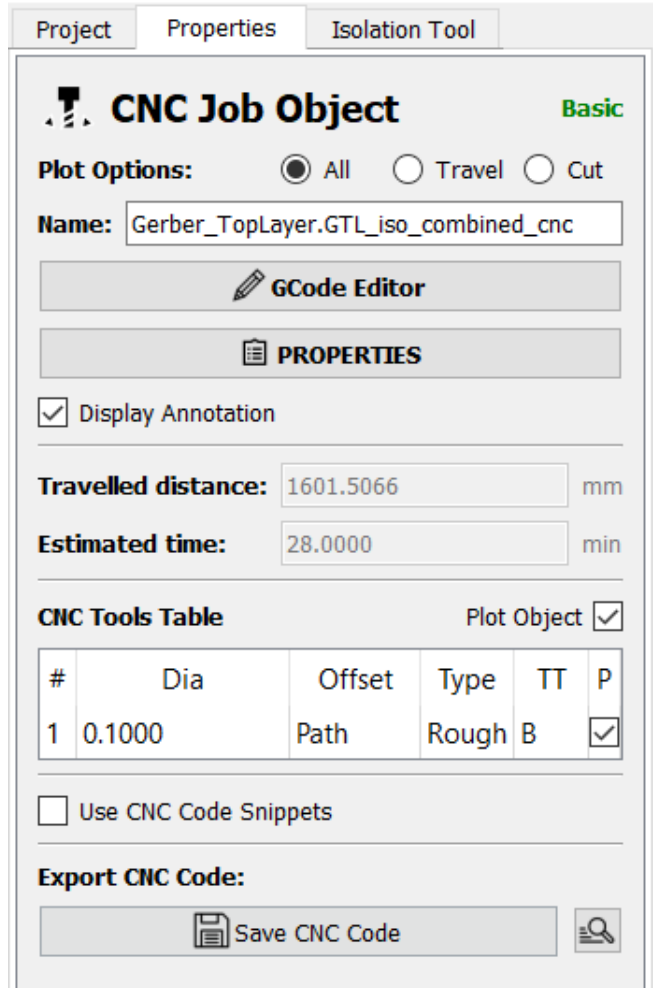 Project Properties Isolation Tool
CNC Job Object Basic
Plot Options: All Travel Cut
Name: Gerber_TopLayer.GTL_iso_combined_cnc
GCode Editor
PROPERTIES
Display Annotation
Travelled distance: 1601.5066 mm
Estimated time: 28.0000 min
CNC Tools Table Plot Object
# Dia Offset Type TT P
1 0.1000 Path Rough B
Use CNC Code Snippets
Export CNC Code:
Save CNC Code